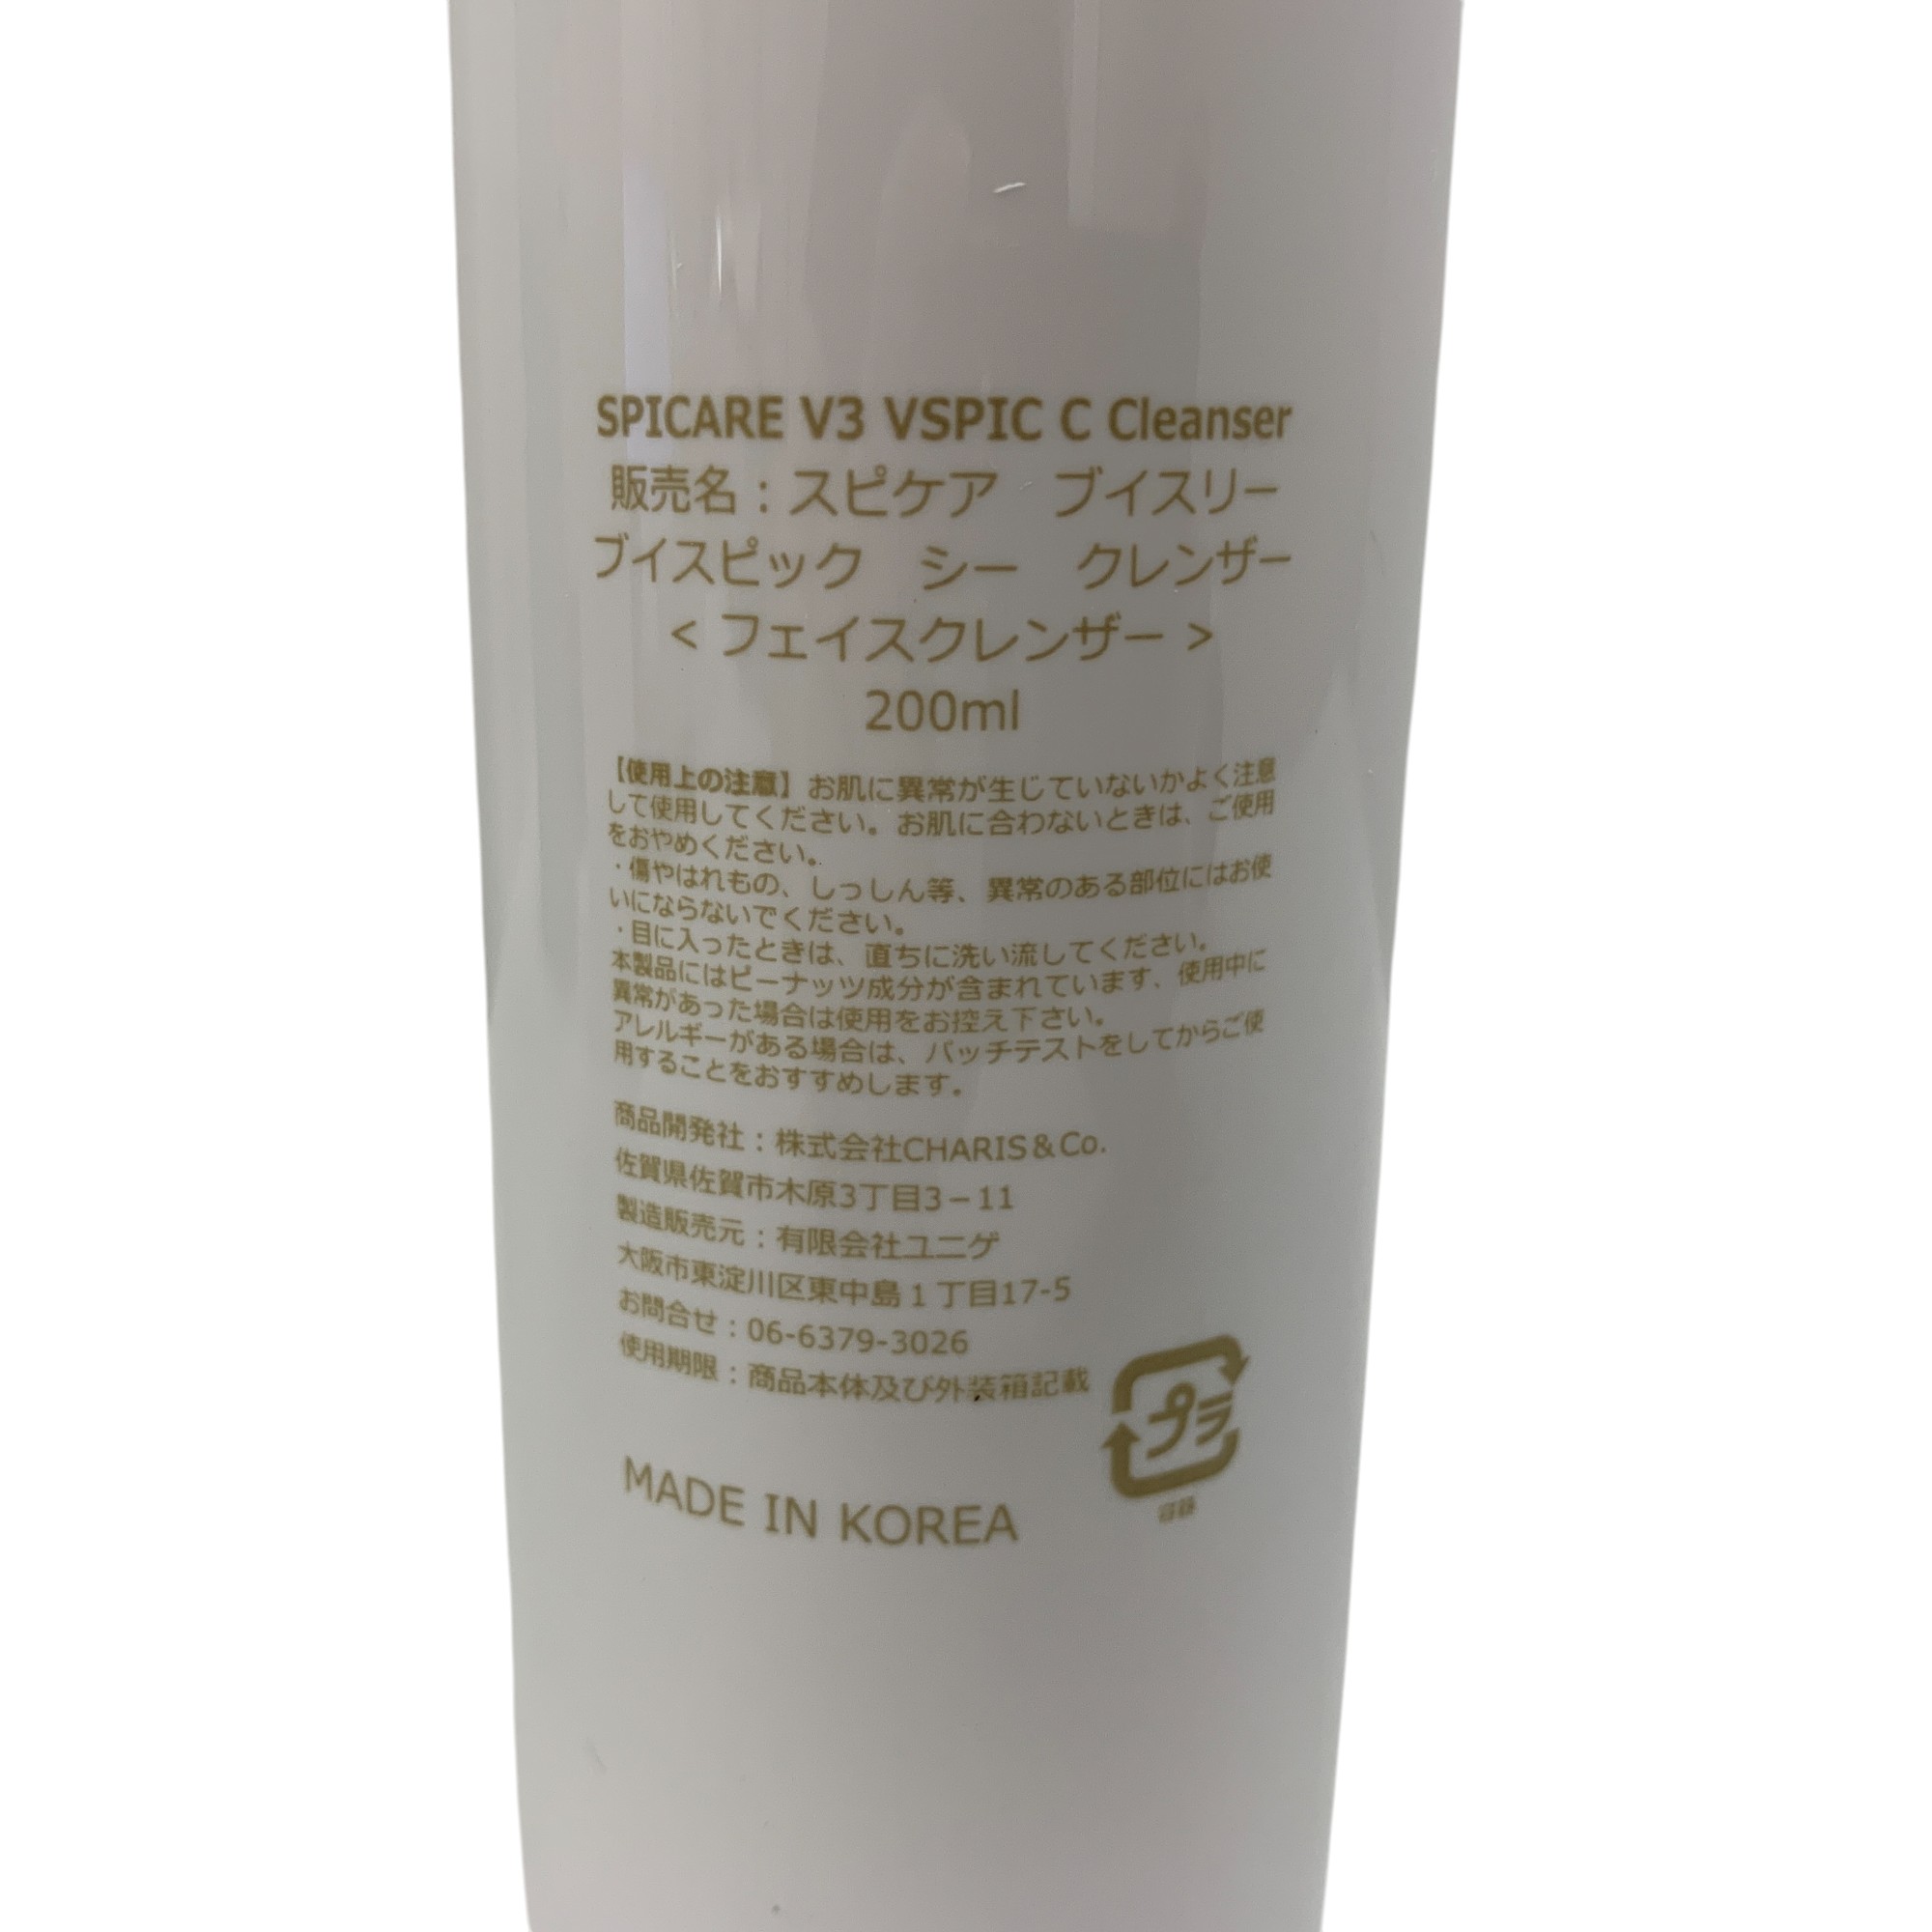 SPICARE V3 VSPIC C Cleanser
販売名：スピケア　ブイスリー
ブイスピック　シー　クレンザー
＜フェイスクレンザー＞
200ml
【使用上の注意】お肌に異常が生じていないかよく注意
して使用してください。お肌に合わないときは、ご使用
をおやめください。
・傷やはれもの、しっしん等、異常のある部位にはお使
いにならないでください。
・目に入ったときは、直ちに洗い流してください。
本製品にはピーナッツ成分が含まれています、使用中に
異常があった場合は使用をお控え下さい。
アレルギーがある場合は、パッチテストをしてからご使
用することをおすすめします。
商品開発社：株式会社CHARIS＆Co.
佐賀県佐賀市木原3丁目3－11
製造販売元：有限会社ユニゲ
大阪市東淀川区東中島１丁目17-5
お問合せ：06-6379-3026
使用期限：商品本体及び外装箱記載
プラ
容器
MADE IN KOREA